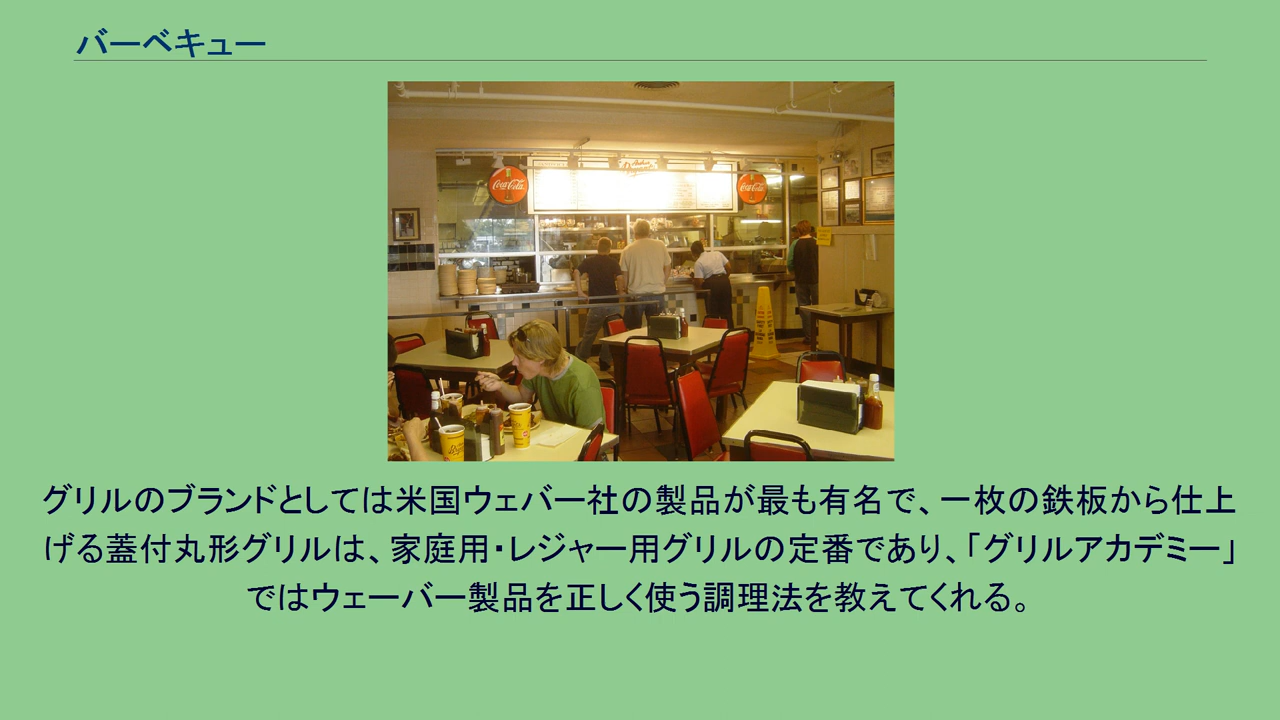 バーベキュー
Coca-Cola
Coca-Cola
グリルのブランドとしては米国ウェバー社の製品が最も有名で、一枚の鉄板から仕上
げる蓋付丸形グリルは、家庭用・レジャー用グリルの定番であり、「グリルアカデミー」
ではウェーバー製品を正しく使う調理法を教えてくれる。